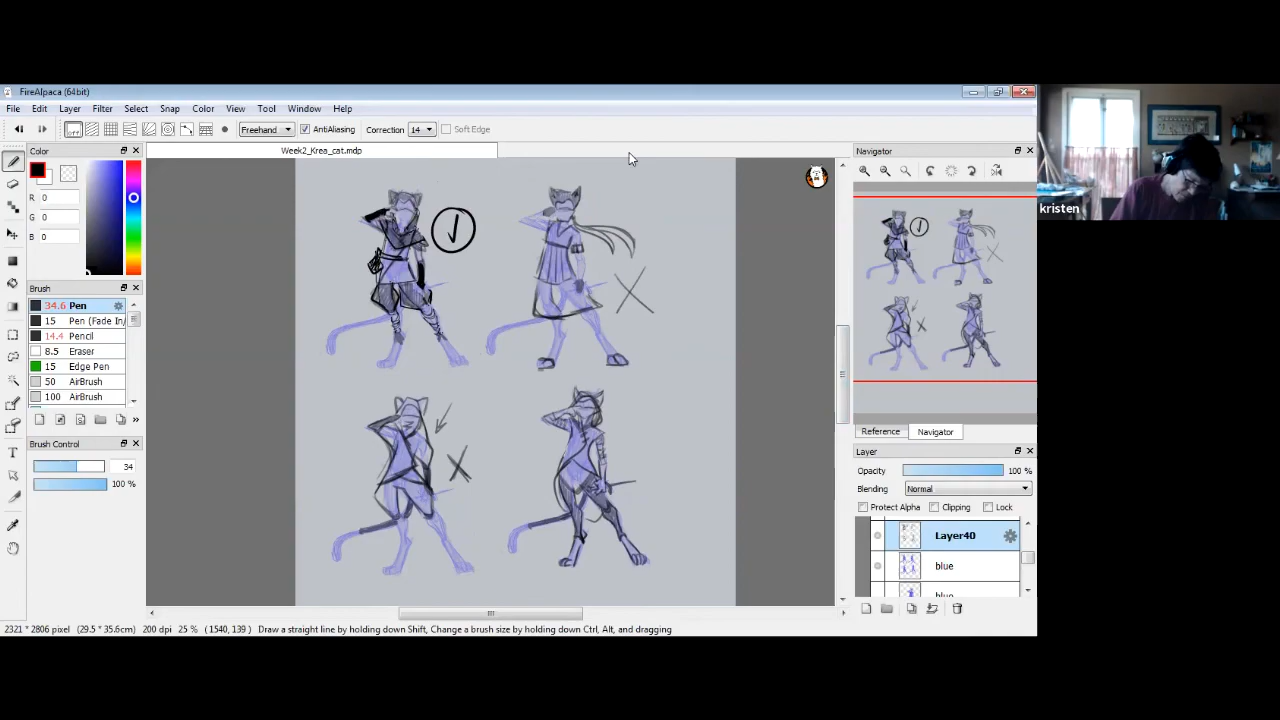 FireAlpaca (64bit)
File Edit Layer Filter Select Snap Color View Tool Window Help
off Freehand AntiAliasing Correction 14 Soft Edge
Color
Week2_Krea_cat.mdp
Navigator
R 0
G 0
B 0
kristen
Brush
34.6 Pen
15 Pen (Fade In/
14.4 Pencil
8.5 Eraser
15 Edge Pen
50 AirBrush
100 AirBrush
Brush Control
34
100 %
Reference Navigator
Layer
Opacity 100 %
Blending Normal
Protect Alpha Clipping Lock
Layer40
blue
blue
2321 * 2806 pixel (29.5 * 35.6cm) 200 dpi 25 % (1540, 139) Draw a straight line by holding down Shift, Change a brush size by holding down Ctrl, Alt, and dragging